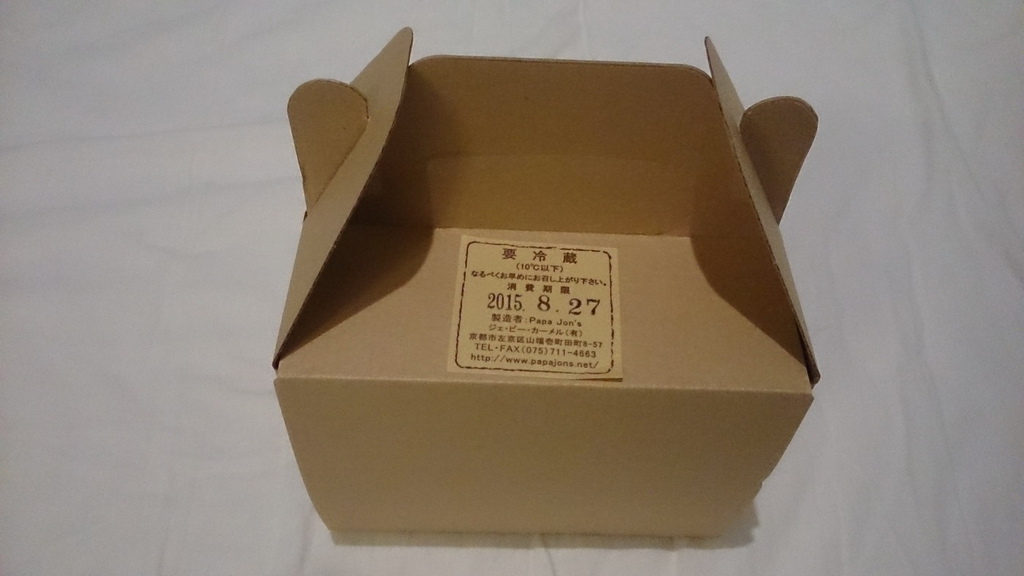 要冷蔵
(10℃以下)
なるべくお早めにお召し上がり下さい。
消費期限
2015. 8. 27
製造者:Papa Jon's
ジェ・ピー・カーメル(有)
京都市左京区山端壱町田町8-57
TEL・FAX(075)711-4663
http://www.papajons.net/